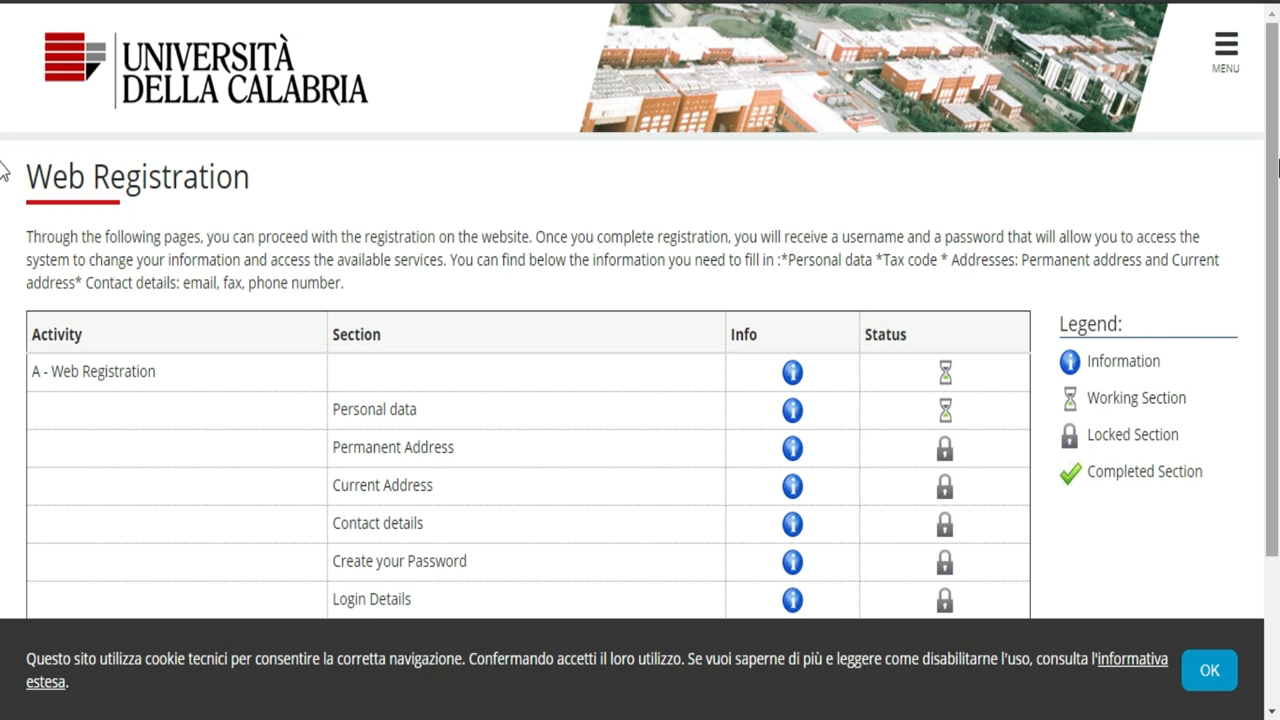 UNIVERSITÀ
DELLA CALABRIA
MENU
Web Registration
Through the following pages, you can proceed with the registration on the website. Once you complete registration, you will receive a username and a password that will allow you to access the
system to change your information and access the available services. You can find below the information you need to fill in :*Personal data *Tax code * Addresses: Permanent address and Current
address* Contact details: email, fax, phone number.
Activity Section Info Status
A - Web Registration
Personal data
Permanent Address
Current Address
Contact details
Create your Password
Login Details
Legend:
Information
Working Section
Locked Section
Completed Section
Questo sito utilizza cookie tecnici per consentire la corretta navigazione. Confermando accetti il loro utilizzo. Se vuoi saperne di più e leggere come disabilitarne l'uso, consulta l'informativa
estesa.
OK